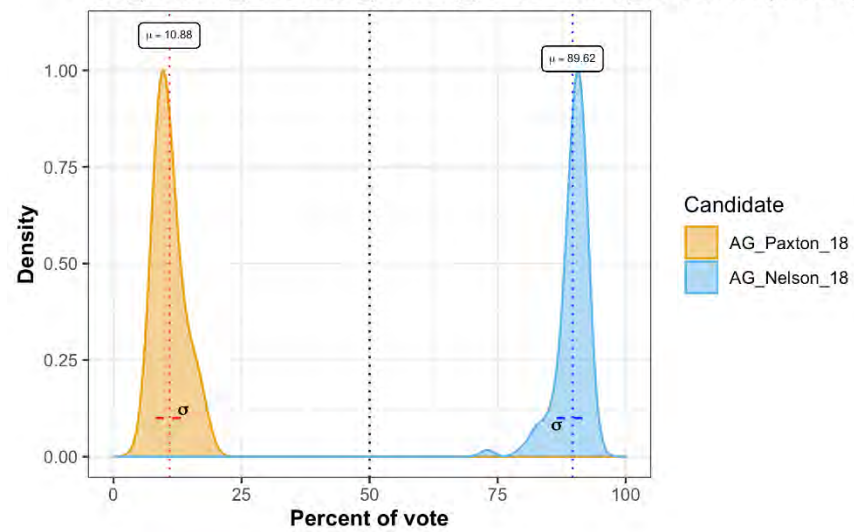 μ = 10.88
μ = 89.62
1.00
0.75
0.50
0.25
0.00
Density
σ
σ
0
25
50
75
100
Percent of vote
Candidate
AG_Paxton_18
AG_Nelson_18